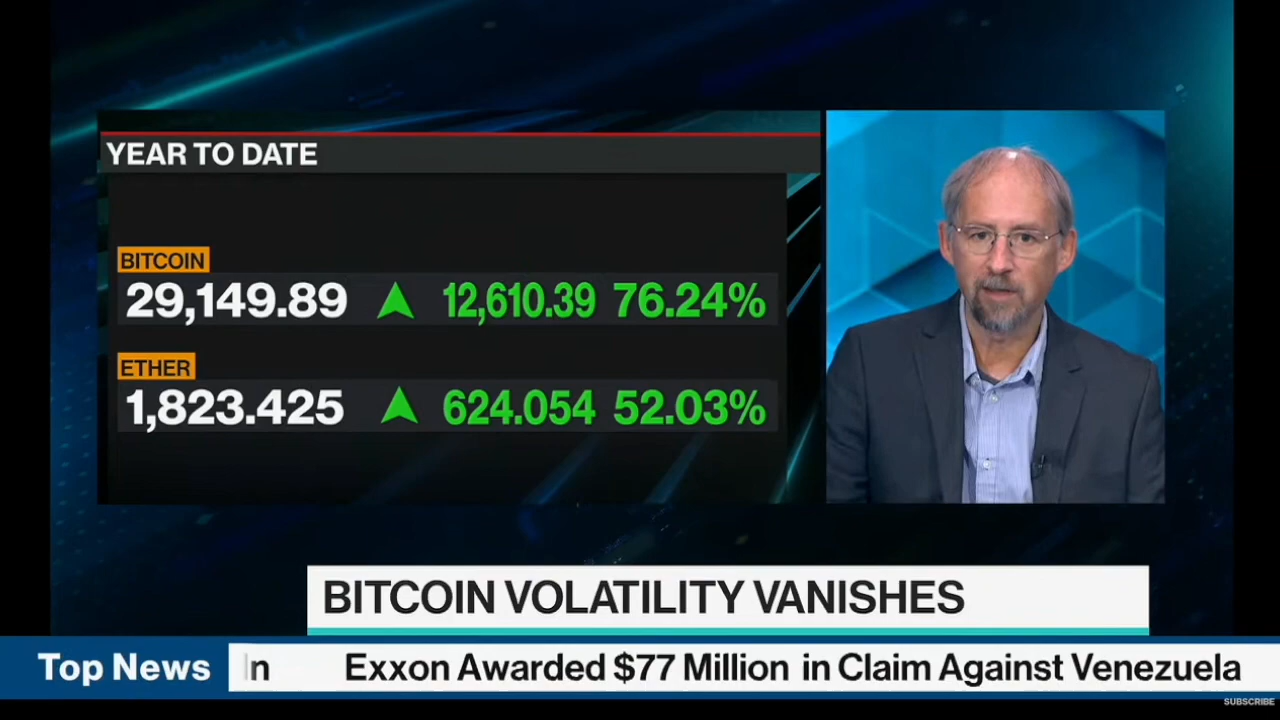 YEAR TO DATE
BITCOIN
29,149.89 ▲ 12,610.39 76.24%
ETHER
1,823.425 ▲ 624.054 52.03%
BITCOIN VOLATILITY VANISHES
Top News
n Exxon Awarded $77 Million in Claim Against Venezuela
SUBSCRIBE